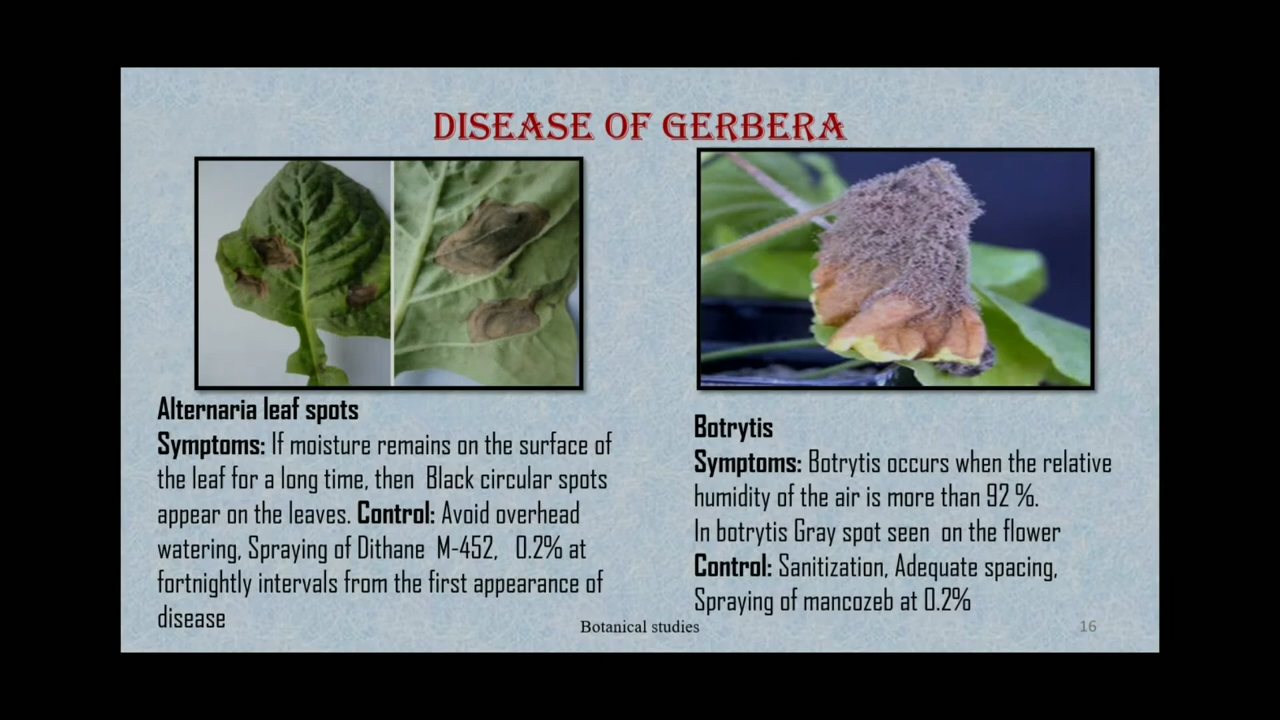 DISEASE OF GERBERA
Alternaria leaf spots
Symptoms: If moisture remains on the surface of
the leaf for a long time, then Black circular spots
appear on the leaves. Control: Avoid overhead
watering, Spraying of Dithane M-452, 0.2% at
fortnightly intervals from the first appearance of
disease
Botrytis
Symptoms: Botrytis occurs when the relative
humidity of the air is more than 92 %.
In botrytis Gray spot seen on the flower
Control: Sanitization, Adequate spacing,
Spraying of mancozeb at 0.2%
Botanical studies
16